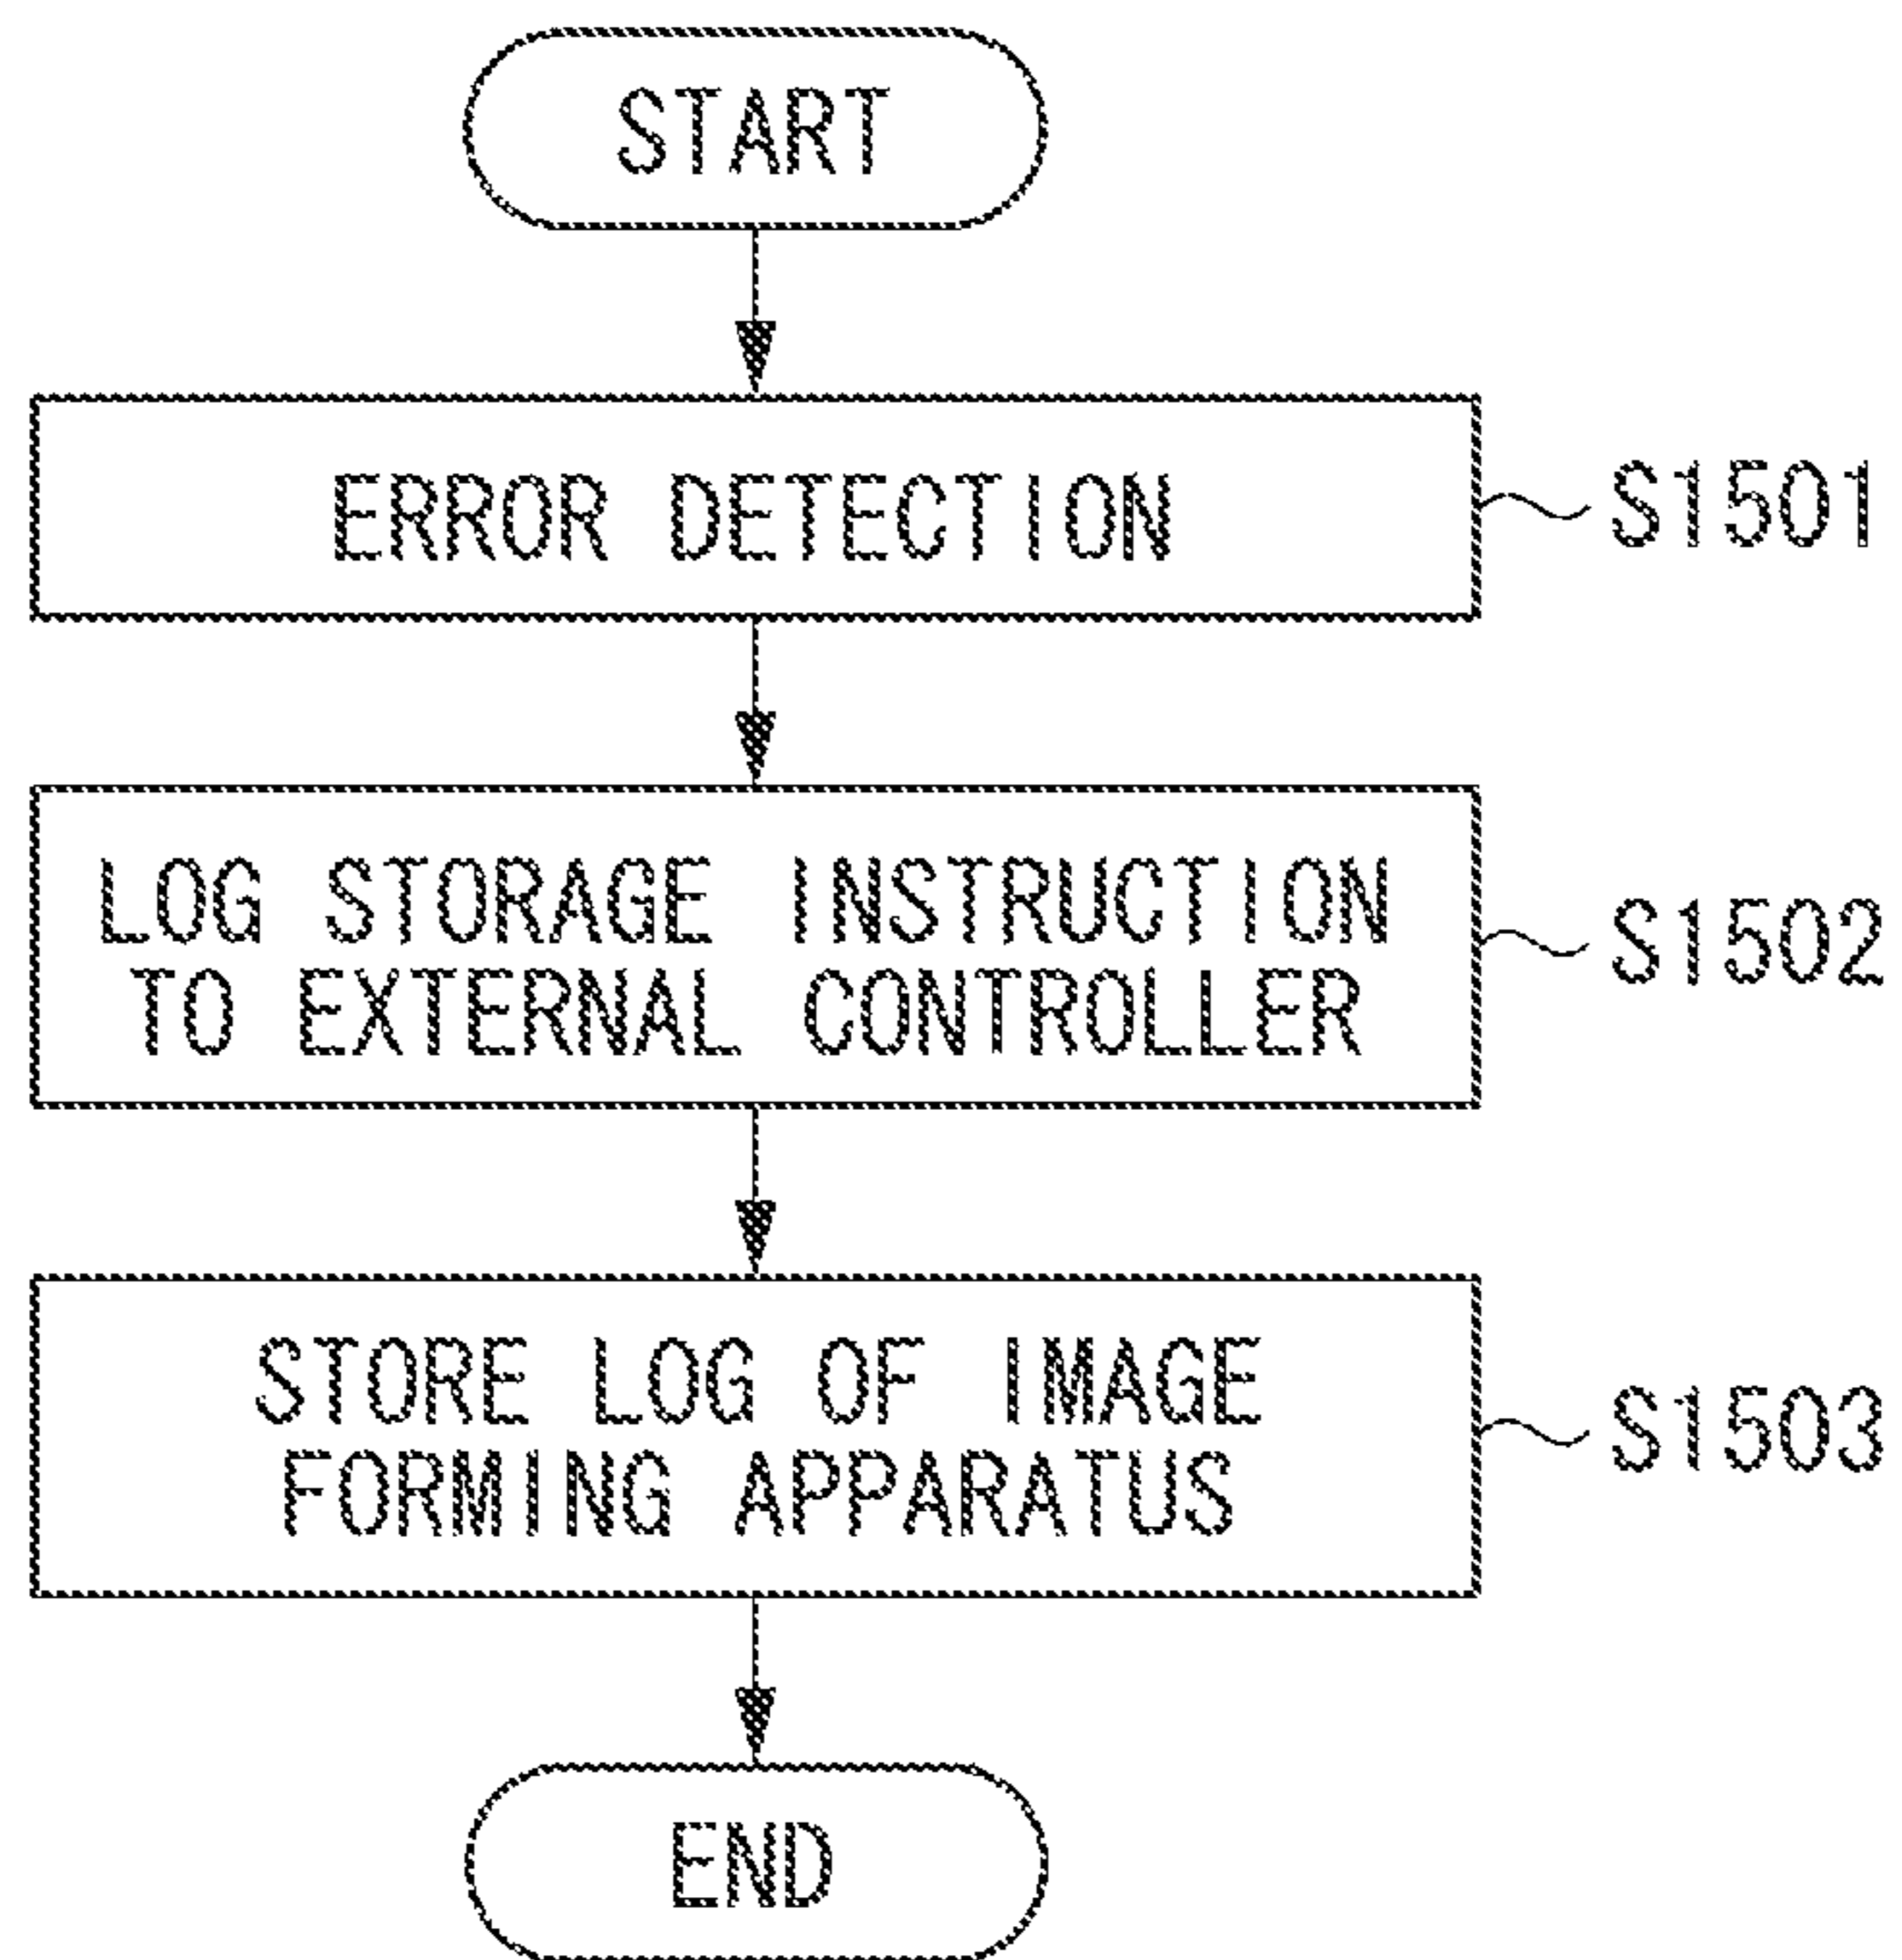 START
ERROR DETECTION
S1501
LOG STORAGE INSTRUCTION
TO EXTERNAL CONTROLLER
S1502
STORE LOG OF IMAGE
FORMING APPARATUS
S1503
END